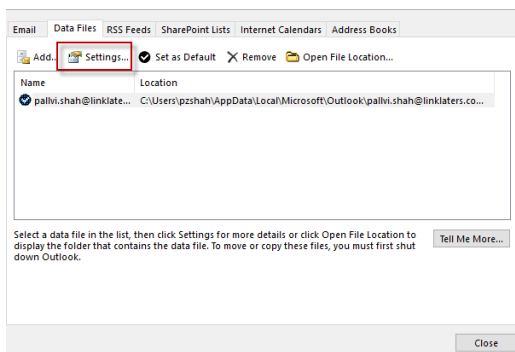 Email Data Files RSS Feeds SharePoint Lists Internet Calendars Address Books
Add.. Settings... Set as Default Remove Open File Location...
Name Location
pallvi.shah@linklate... C:\Users\pzshah\AppData\Local\Microsoft\Outlook\pallvi.shah@linklaters.co...
Select a data file in the list, then click Settings for more details or click Open File Location to
display the folder that contains the data file. To move or copy these files, you must first shut
down Outlook.
Tell Me More...
Close